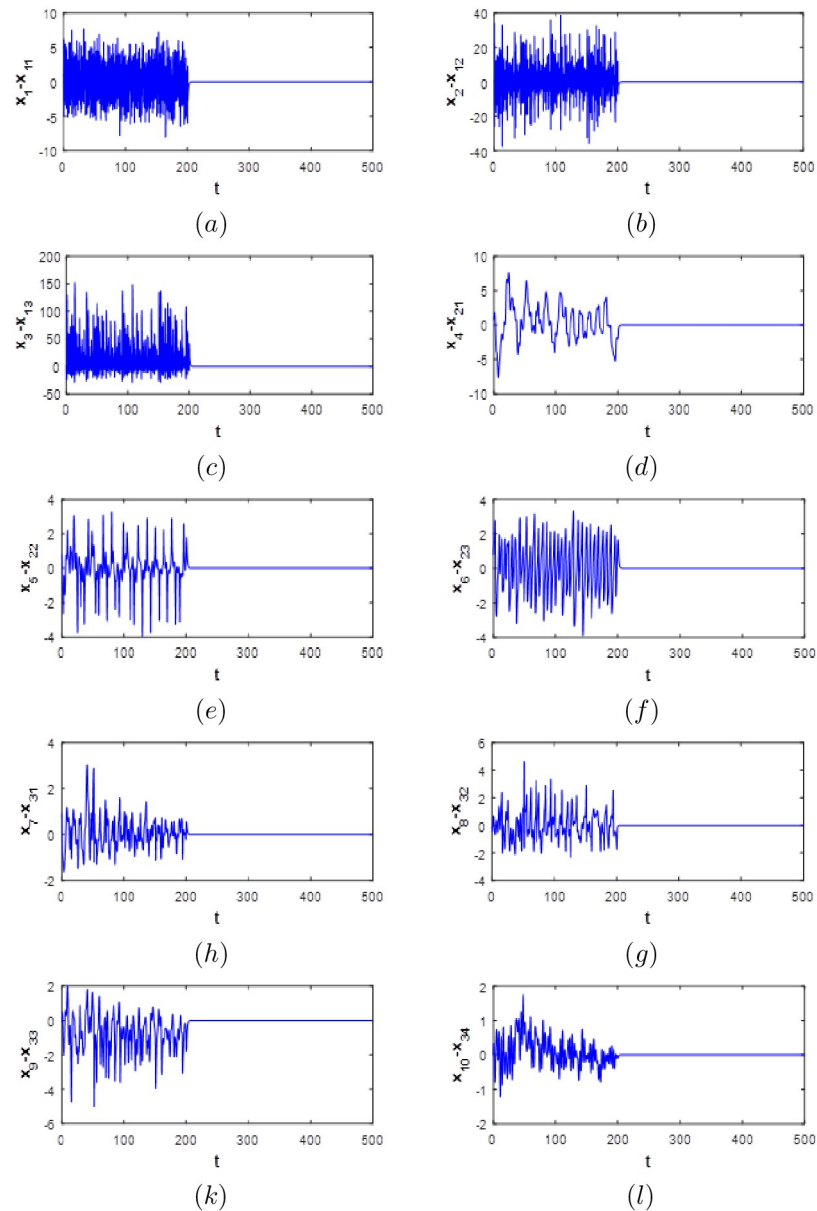 10
5
0
-5
-10
x1-x11
0 100 200 300 400 500
t
(a)
40
20
0
-20
-40
x2-x12
0 100 200 300 400 500
t
(b)
200
150
100
50
0
-50
x3-x13
0 100 200 300 400 500
t
(c)
10
5
0
-5
-10
x4-x21
0 100 200 300 400 500
t
(d)
4
2
0
-2
-4
x5-x22
0 100 200 300 400 500
t
(e)
4
2
0
-2
-4
x6-x23
0 100 200 300 400 500
t
(f)
4
2
0
-2
x7-x31
0 100 200 300 400 500
t
(h)
6
4
2
0
-2
-4
x8-x32
0 100 200 300 400 500
t
(g)
2
0
-2
-4
-6
x9-x33
0 100 200 300 400 500
t
(k)
2
1
0
-1
-2
x10-x34
0 100 200 300 400 500
t
(l)